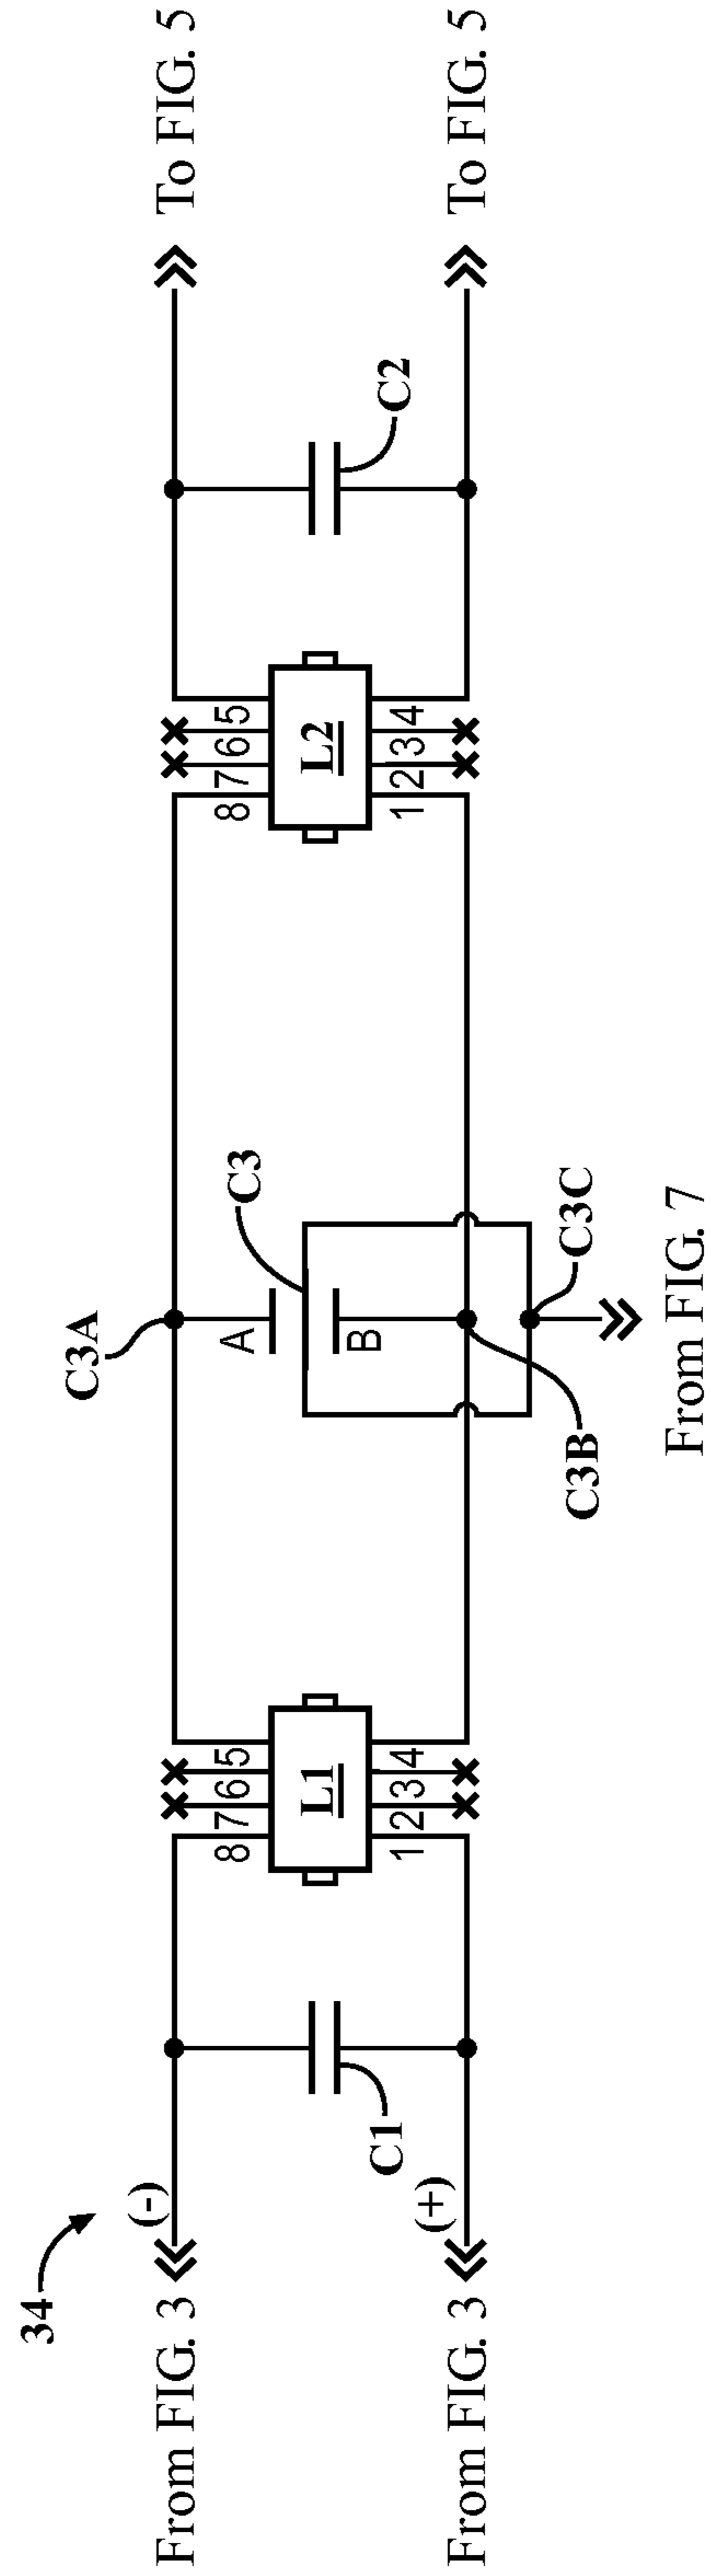 34
From FIG. 3
(-)
C3A
To FIG. 5
8 7 6 5
8 7 6 5
A
C3
L1
L2
B
C1
C2
1 2 3 4
1 2 3 4
From FIG. 3
(+)
To FIG. 5
C3B
C3C
From FIG. 7